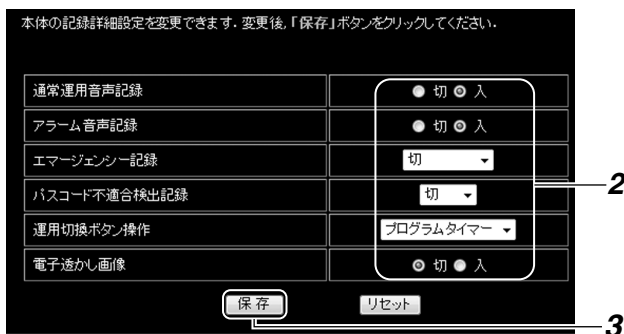 本体の記録詳細設定を変更できます．変更後，「保存」ボタンをクリックしてください．
通常運用音声記録 切 入
アラーム音声記録 切 入
エマージェンシー記録 切
パスコード不適合検出記録 切
運用切換ボタン操作 プログラムタイマー
電子透かし画像 切 入
2
保存 リセット
3